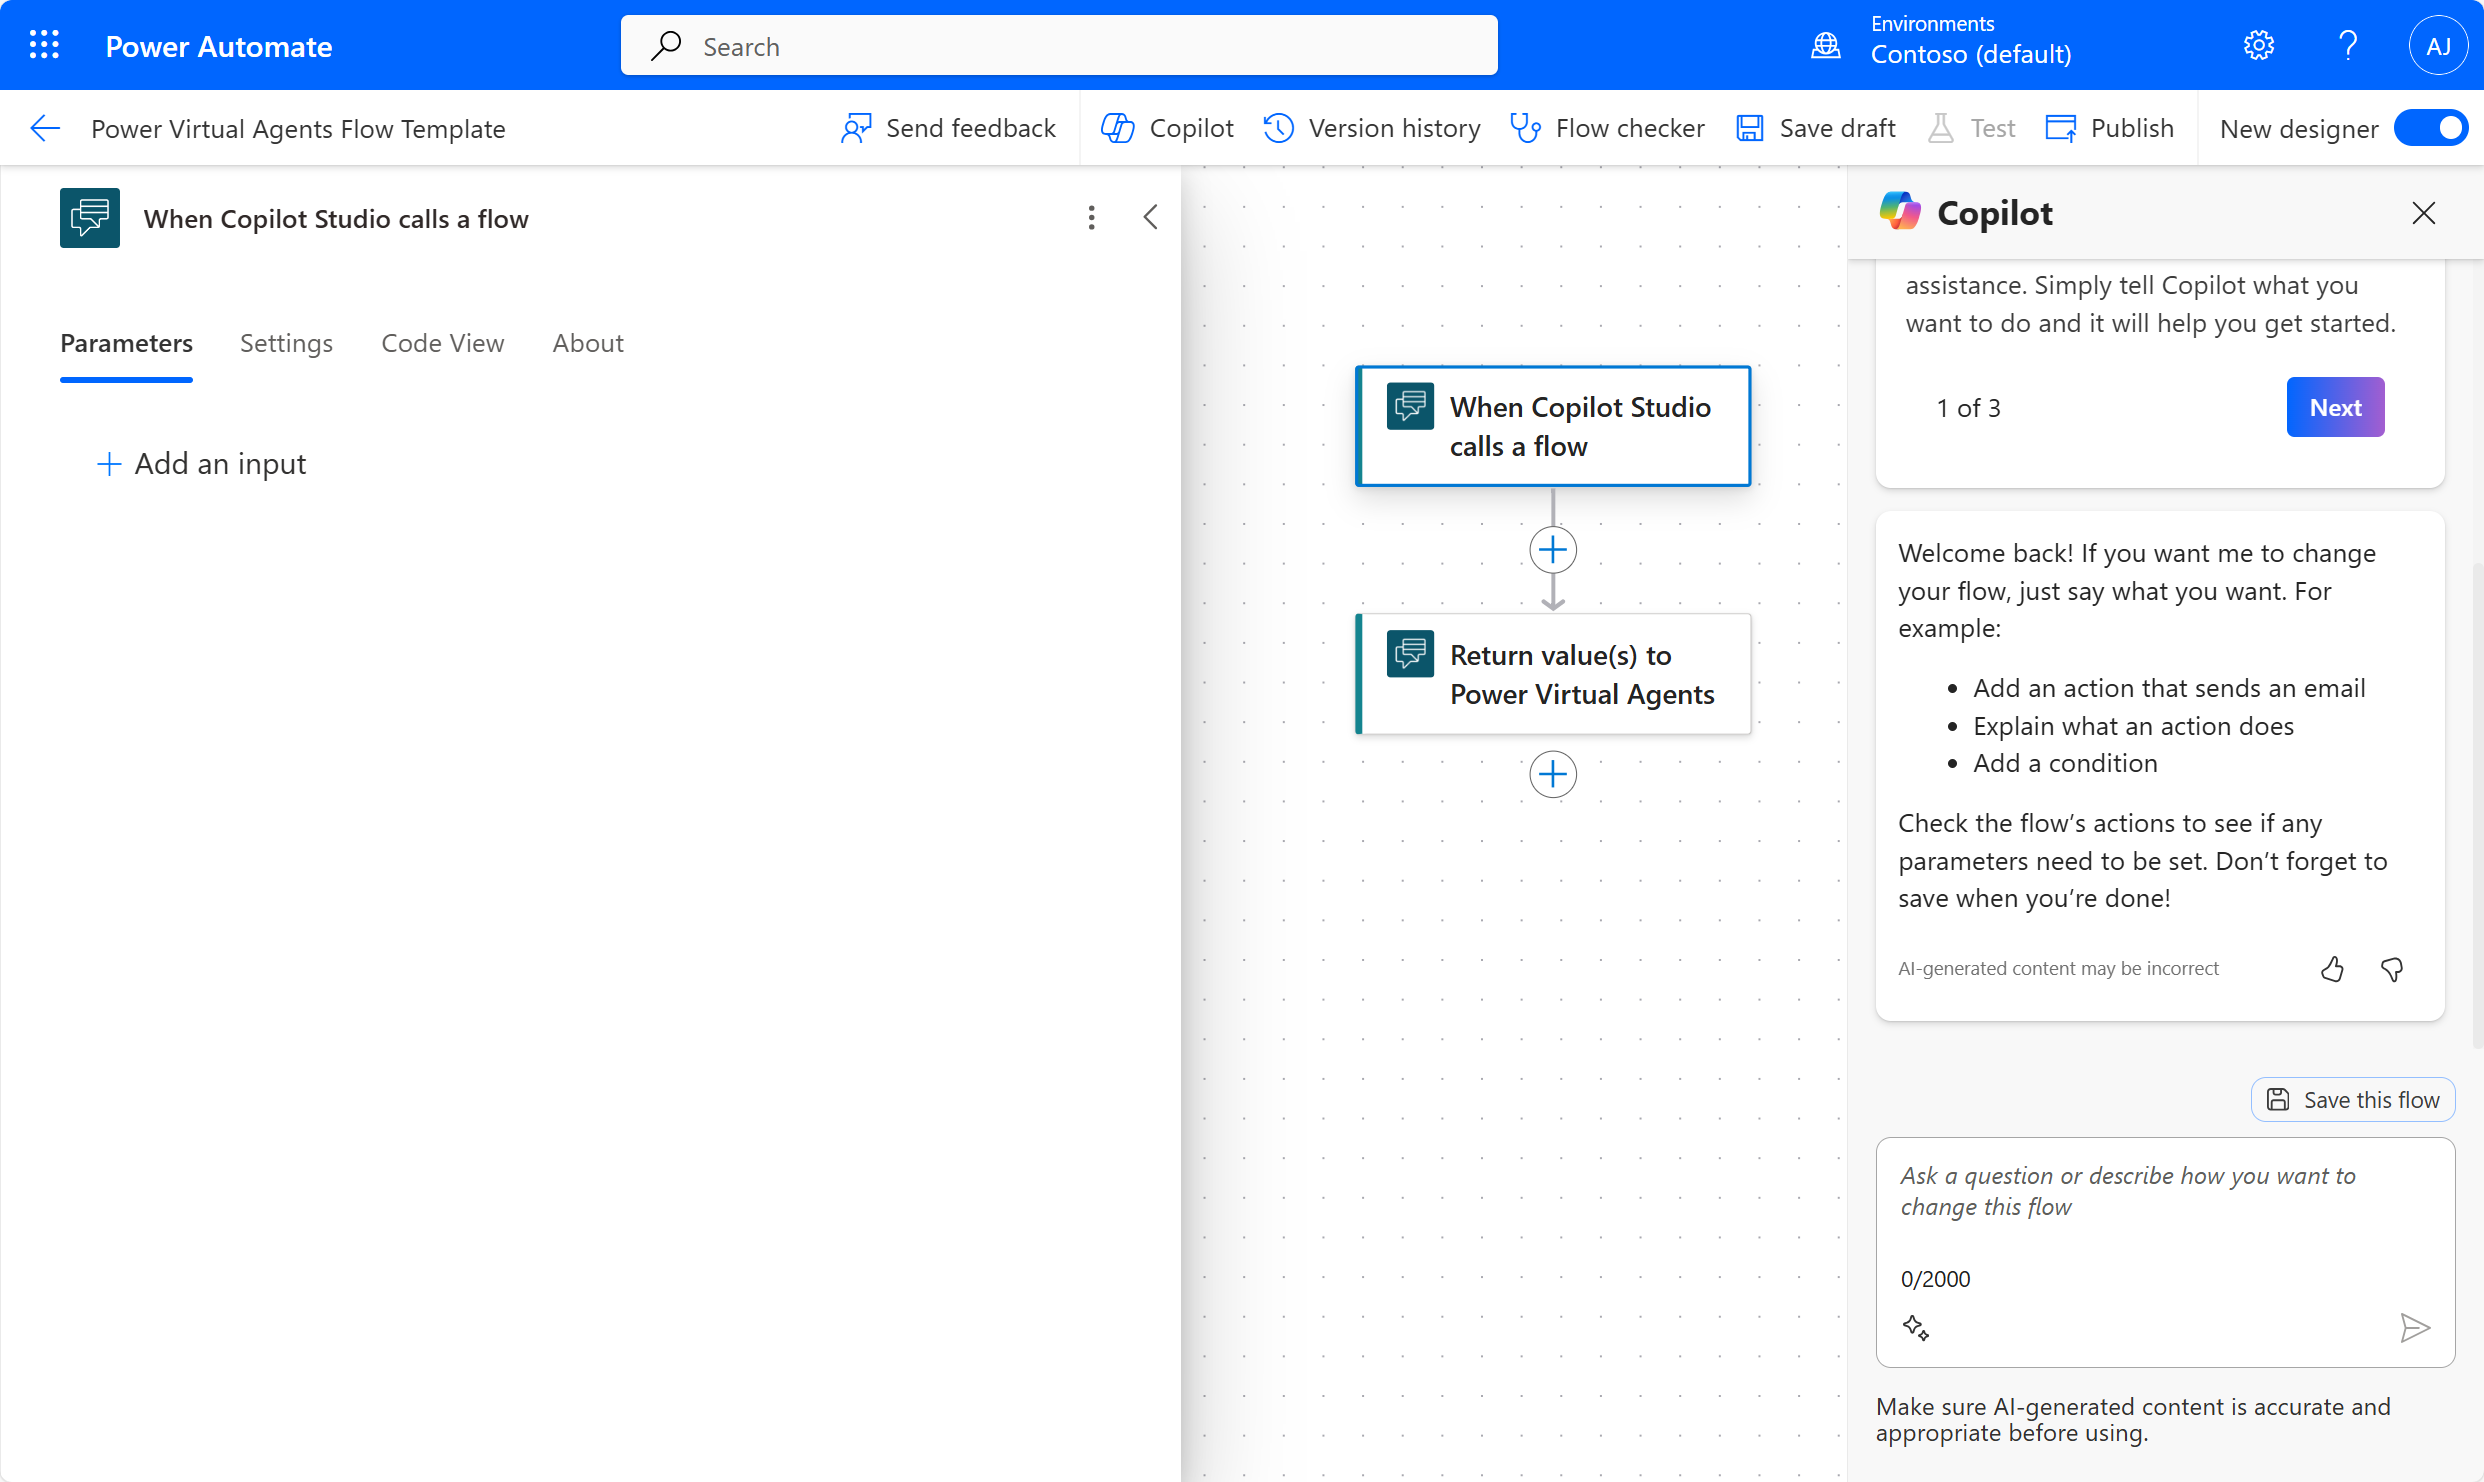 Power Automate
Search
Environments
Contoso (default)
AJ
Power Virtual Agents Flow Template
Send feedback
Copilot
Version history
Flow checker
Save draft
Test
Publish
New designer
When Copilot Studio calls a flow
Parameters
Settings
Code View
About
Add an input
When Copilot Studio
calls a flow
Return value(s) to
Power Virtual Agents
Copilot
assistance. Simply tell Copilot what you
want to do and it will help you get started.
1 of 3
Next
Welcome back! If you want me to change
your flow, just say what you want. For
example:
• Add an action that sends an email
• Explain what an action does
• Add a condition
Check the flow’s actions to see if any
parameters need to be set. Don’t forget to
save when you’re done!
AI-generated content may be incorrect
Save this flow
Ask a question or describe how you want to
change this flow
0/2000
Make sure AI-generated content is accurate and
appropriate before using.